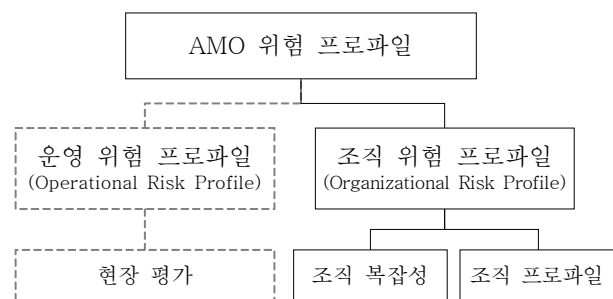 AMO 위험 프로파일
운영 위험 프로파일
(Operational Risk Profile)
조직 위험 프로파일
(Organizational Risk Profile)
현장 평가
조직 복잡성
조직 프로파일